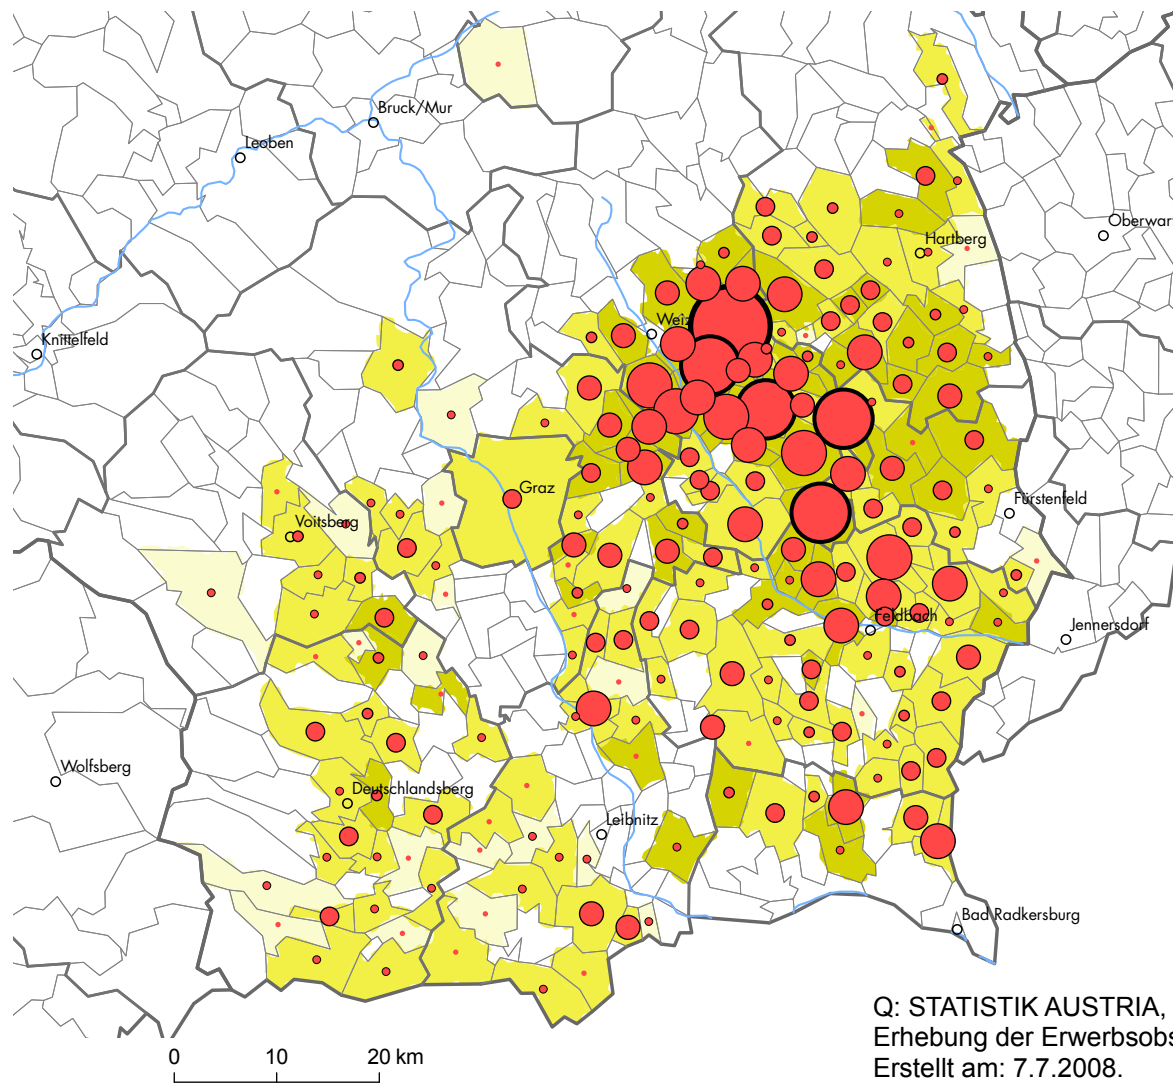 Bruck/Mur
Leoben
Oberwart
Hartberg
Weiz
Knittelfeld
Graz
Fürstenfeld
Voitsberg
Feldbach
Jennersdorf
Wolfsberg
Deutschlandsberg
Leibnitz
Bad Radkersburg
Q: STATISTIK AUSTRIA,
Erhebung der Erwerbsobs
Erstellt am: 7.7.2008.
0 10 20 km